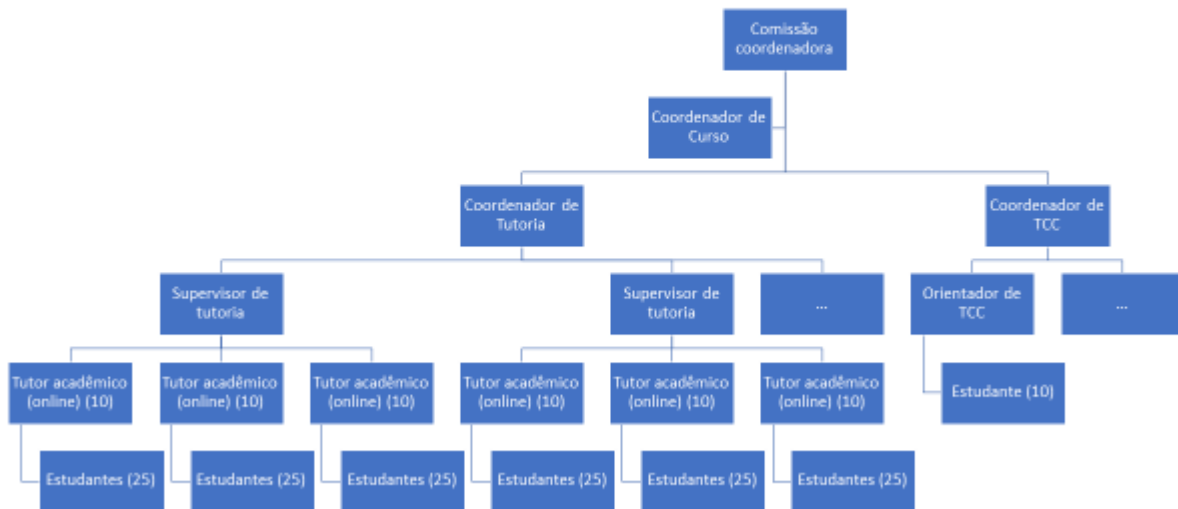 Comissão
coordenadora
Coordenador de
Curso
Coordenador de
Tutoria
Coordenador de
TCC
Supervisor de
tutoria
Supervisor de
tutoria
...
Orientador de
TCC
...
Tutor acadêmico
(online) (10)
Tutor acadêmico
(online) (10)
Tutor acadêmico
(online) (10)
Tutor acadêmico
(online) (10)
Tutor acadêmico
(online) (10)
Tutor acadêmico
(online) (10)
Estudante (10)
Estudantes (25)
Estudantes (25)
Estudantes (25)
Estudantes (25)
Estudantes (25)
Estudantes (25)